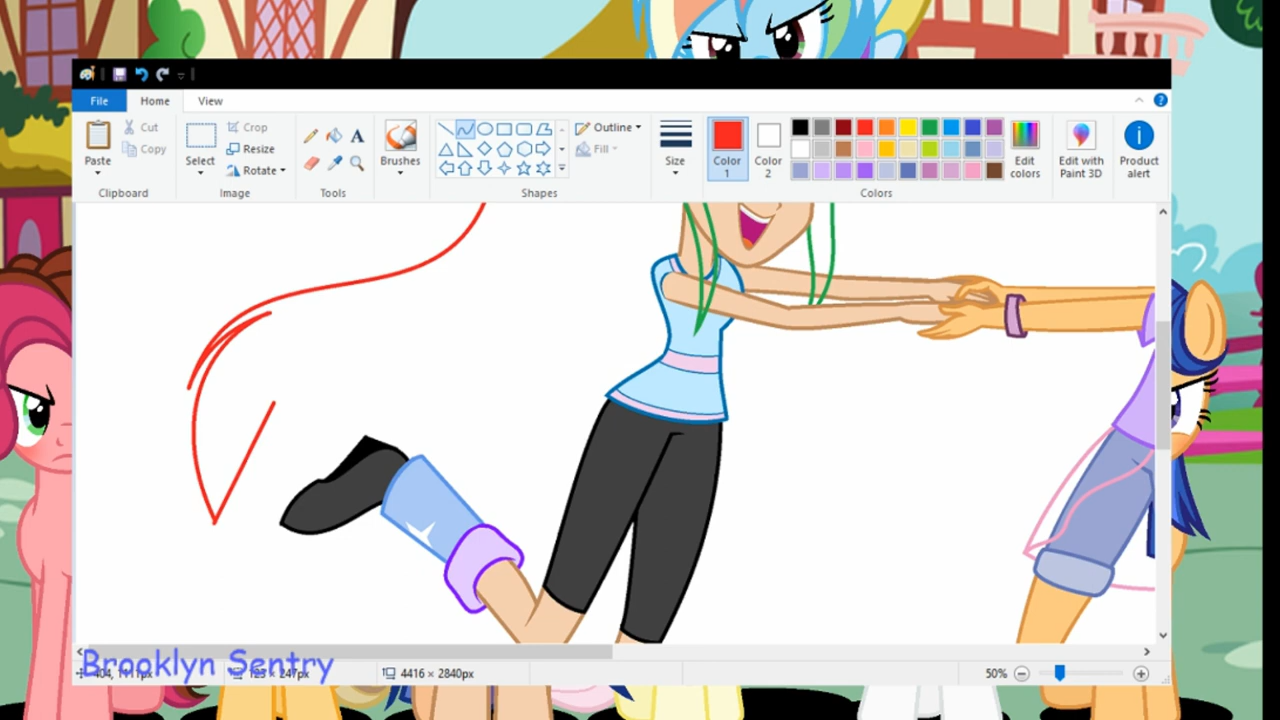 File Home View
Cut
Copy
Paste
Clipboard
Select
Crop
Resize
Rotate
Image
A
Tools
Brushes
Outline
Fill
Shapes
Size
Color 1
Color 2
Edit colors
Colors
Edit with Paint 3D
Product alert
Brooklyn Sentry
4416 × 2840px
50%